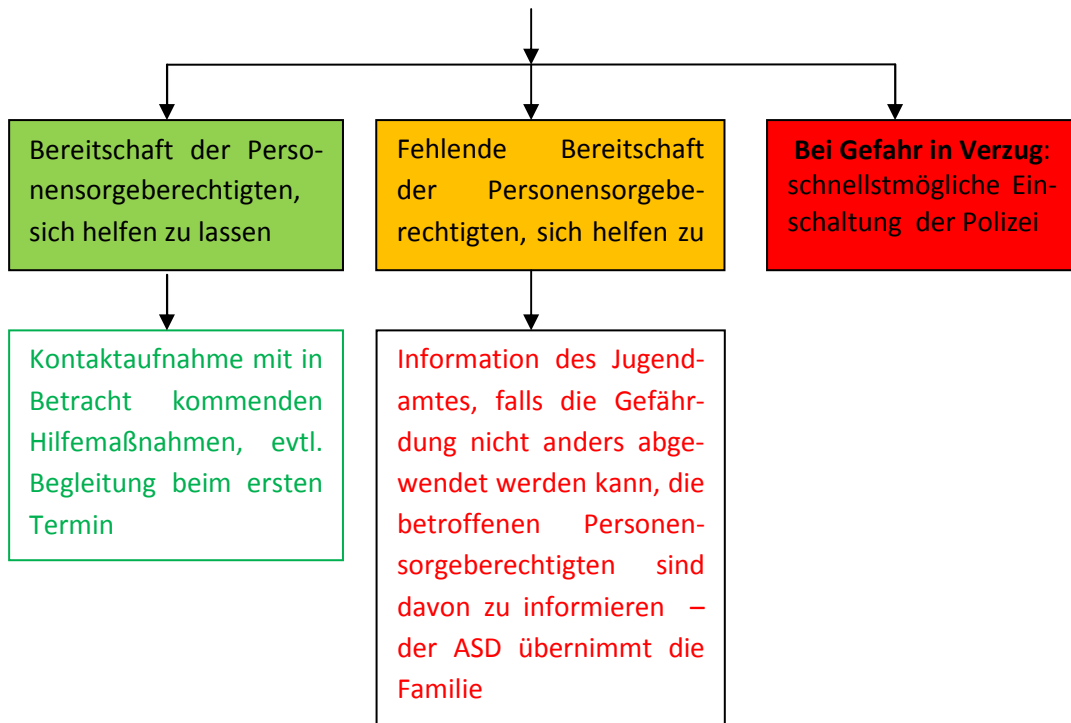 Bereitschaft der Perso-
nensorgeberechtigten,
sich helfen zu lassen
Fehlende Bereitschaft
der Personensorgebe-
rechtigten, sich helfen zu
Bei Gefahr in Verzug:
schnellstmögliche Ein-
schaltung der Polizei
Kontaktaufnahme mit in
Betracht kommenden
Hilfemaßnahmen, evtl.
Begleitung beim ersten
Termin
Information des Jugend-
amtes, falls die Gefähr-
dung nicht anders abge-
wendet werden kann, die
betroffenen Personen-
sorgeberechtigten sind
davon zu informieren –
der ASD übernimmt die
Familie